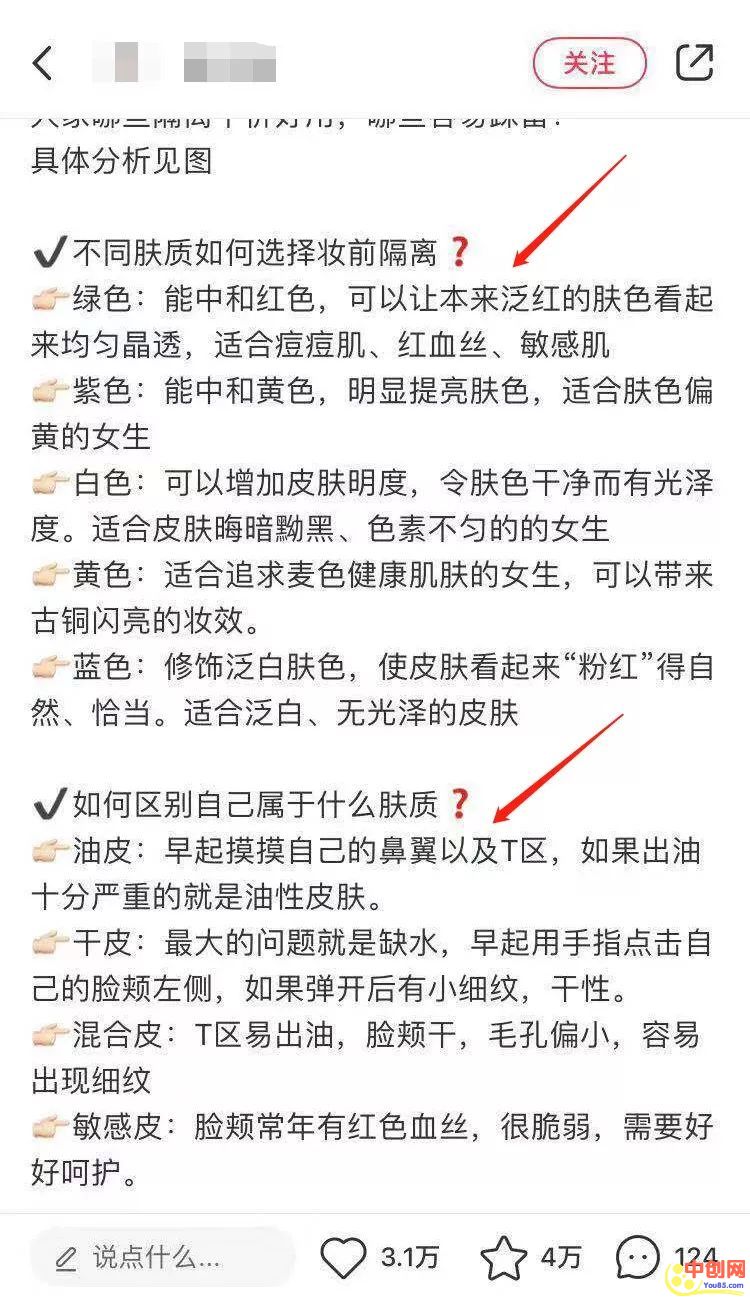 关注
具体分析见图
✔不同肤质如何选择妆前隔离❓
👉🏻绿色：能中和红色，可以让本来泛红的肤色看起
来均匀晶透，适合痘痘肌、红血丝、敏感肌
👉🏻紫色：能中和黄色，明显提亮肤色，适合肤色偏
黄的女生
👉🏻白色：可以增加皮肤明度，令肤色干净而有光泽
度。适合皮肤晦暗黝黑、色素不匀的的女生
👉🏻黄色：适合追求麦色健康肌肤的女生，可以带来
古铜闪亮的妆效。
👉🏻蓝色：修饰泛白肤色，使皮肤看起来“粉红”得自
然、恰当。适合泛白、无光泽的皮肤
✔如何区别自己属于什么肤质❓
👉🏻油皮：早起摸摸自己的鼻翼以及T区，如果出油
十分严重的就是油性皮肤。
👉🏻干皮：最大的问题就是缺水，早起用手指点击自
己的脸颊左侧，如果弹开后有小细纹，干性。
👉🏻混合皮：T区易出油，脸颊干，毛孔偏小，容易
出现细纹
👉🏻敏感皮：脸颊常年有红色血丝，很脆弱，需要好
好呵护。
说点什么... 3.1万 4万 124
中创网
You85.com